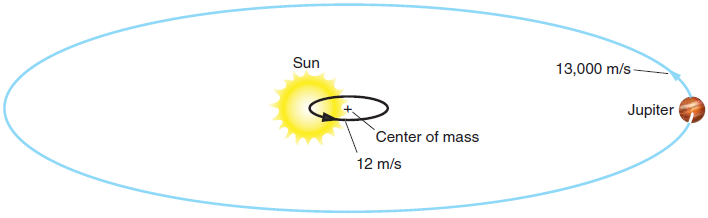 Sun
13,000 m/s
Jupiter
Center of mass
12 m/s